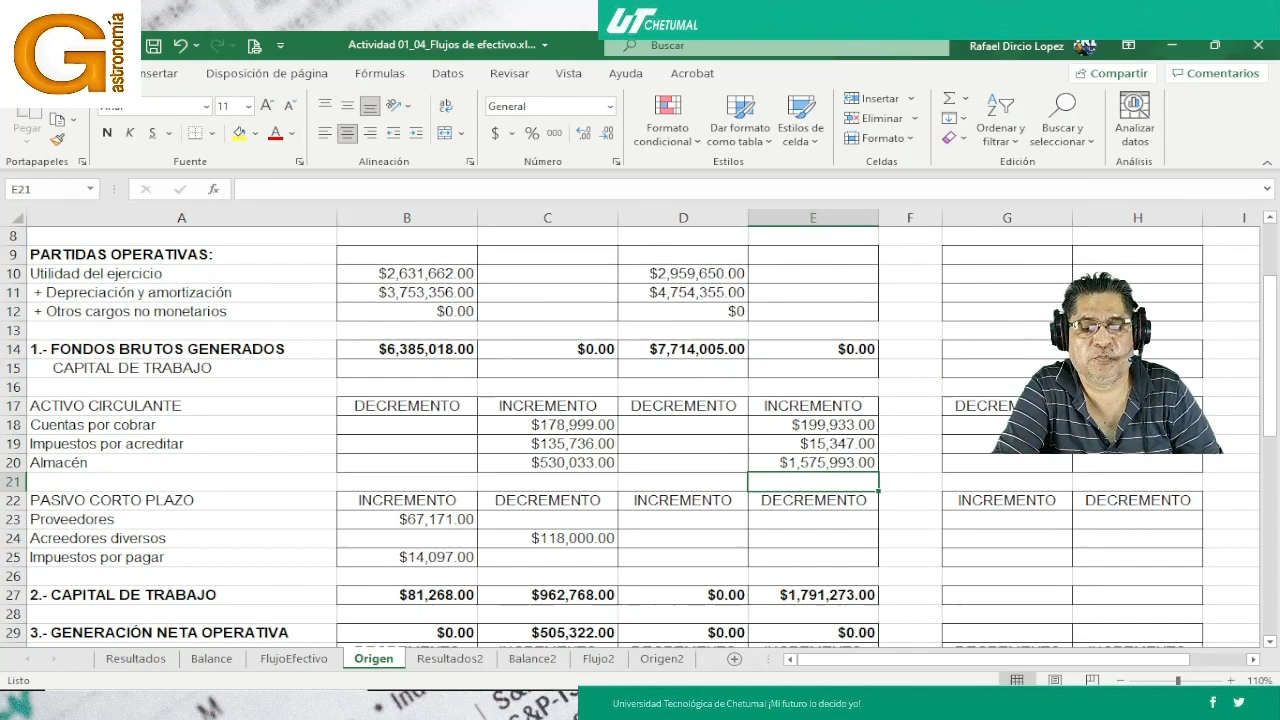 Gastronomía
UT CHETUMAL
Actividad 01_04_Flujos de efectivo.xl...
Buscar
Rafael Dircio Lopez
Disposición de página
Fórmulas
Datos
Revisar
Vista
Ayuda
Acrobat
Compartir
Comentarios
Pegar
11
N K S
General
$ % 000
Formato condicional
Dar formato como tabla
Estilos de celda
Insertar
Eliminar
Formato
Ordenar y filtrar
Buscar y seleccionar
Analizar datos
Portapapeles
Fuente
Alineación
Número
Estilos
Celdas
Edición
Análisis
E21
fx
A B C D E F G H I
8
9 PARTIDAS OPERATIVAS:
10 Utilidad del ejercicio $2,631,662.00 $2,959,650.00
11 + Depreciación y amortización $3,753,356.00 $4,754,355.00
12 + Otros cargos no monetarios $0.00 $0
13
14 1.- FONDOS BRUTOS GENERADOS $6,385,018.00 $0.00 $7,714,005.00 $0.00
15 CAPITAL DE TRABAJO
16
17 ACTIVO CIRCULANTE DECREMENTO INCREMENTO DECREMENTO INCREMENTO
18 Cuentas por cobrar $178,999.00 $199,933.00
19 Impuestos por acreditar $135,736.00 $15,347.00
20 Almacén $530,033.00 $1,575,993.00
21
22 PASIVO CORTO PLAZO INCREMENTO DECREMENTO INCREMENTO DECREMENTO INCREMENTO DECREMENTO
23 Proveedores $67,171.00
24 Acreedores diversos $118,000.00
25 Impuestos por pagar $14,097.00
26
27 2.- CAPITAL DE TRABAJO $81,268.00 $962,768.00 $0.00 $1,791,273.00
28
29 3.- GENERACIÓN NETA OPERATIVA $0.00 $505,322.00 $0.00 $0.00
Resultados
Balance
FlujoEfectivo
Origen
Resultados2
Balance2
Flujo2
Origen2
Listo
110%
Universidad Tecnológica de Chetumal ¡Mi futuro lo decido yo!